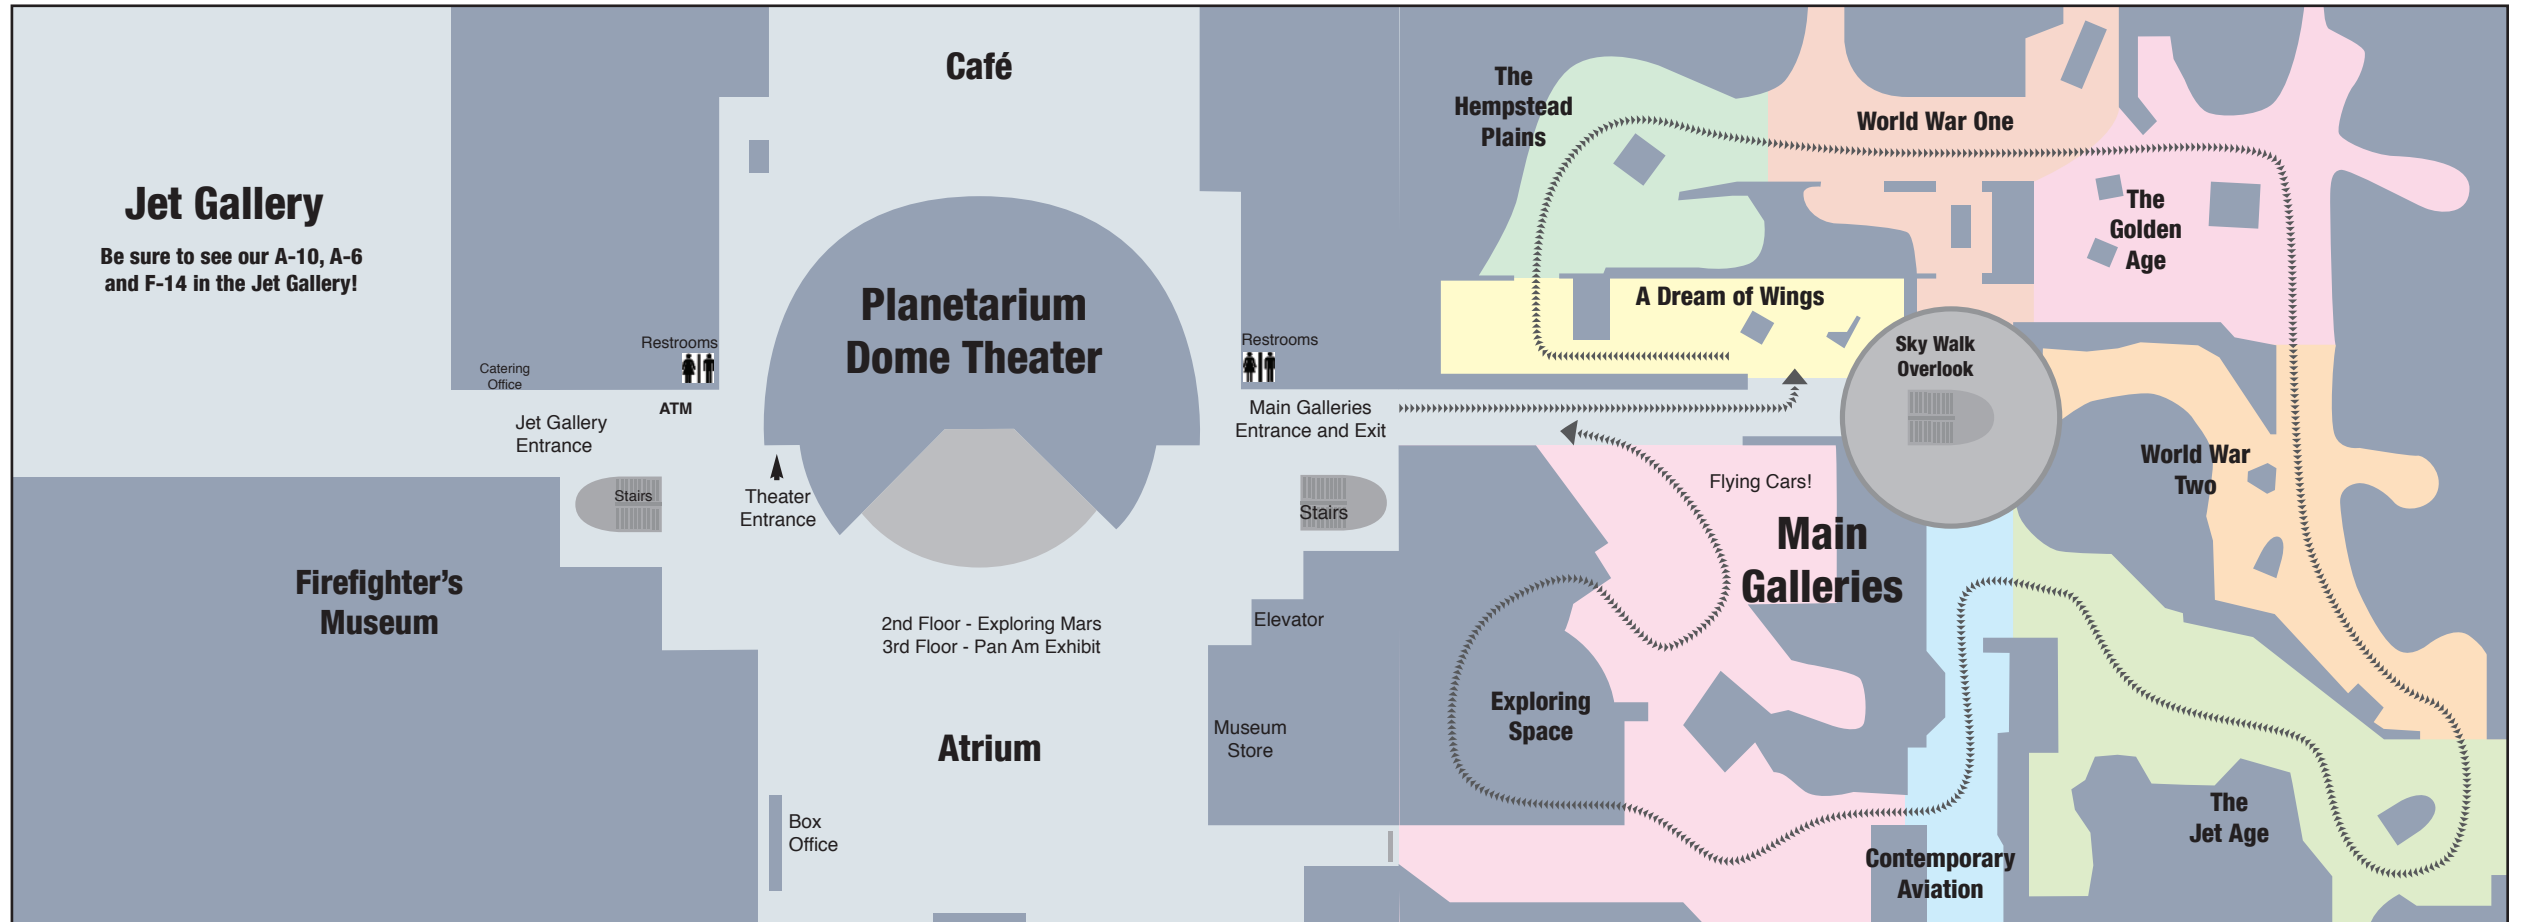 Jet Gallery
Be sure to see our A-10, A-6
and F-14 in the Jet Gallery!
Café
Planetarium
Dome Theater
Restrooms
Catering
Office
ATM
Jet Gallery
Entrance
Stairs
Theater
Entrance
Firefighter’s
Museum
2nd Floor - Exploring Mars
3rd Floor - Pan Am Exhibit
Atrium
Box
Office
Restrooms
Main Galleries
Entrance and Exit
Stairs
Elevator
Museum
Store
The
Hempstead
Plains
World War One
The
Golden
Age
A Dream of Wings
Sky Walk
Overlook
World War
Two
Flying Cars!
Main
Galleries
Exploring
Space
Contemporary
Aviation
The
Jet Age